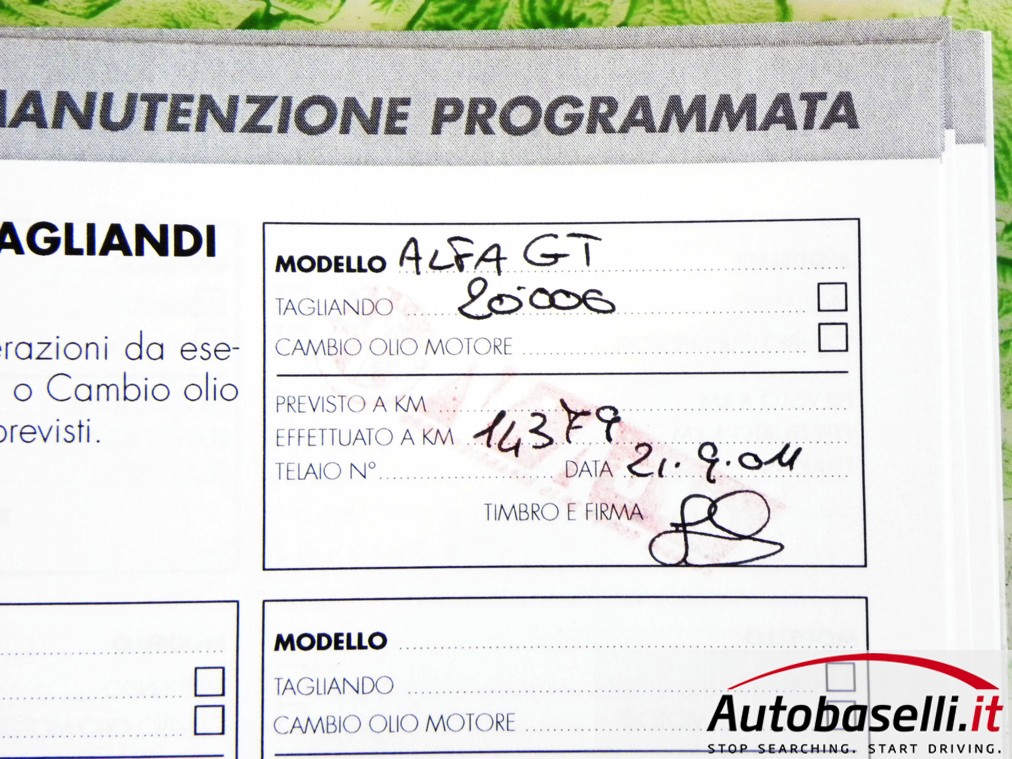 MANUTENZIONE PROGRAMMATA
TAGLIANDI
erazioni da ese-
o Cambio olio
previsti.
MODELLO ALFA GT
TAGLIANDO 20.000
CAMBIO OLIO MOTORE
PREVISTO A KM
EFFETTUATO A KM 14379
TELAIO N° DATA 21.9.04
TIMBRO E FIRMA
MODELLO
TAGLIANDO
CAMBIO OLIO MOTORE
Autobaselli.it
STOP SEARCHING. START DRIVING.